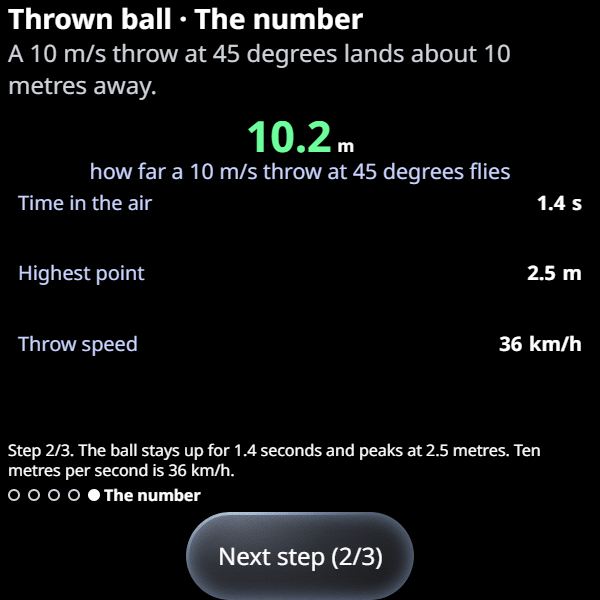 Thrown ball · The number
A 10 m/s throw at 45 degrees lands about 10
metres away.
10.2 m
how far a 10 m/s throw at 45 degrees flies
Time in the air 1.4 s
Highest point 2.5 m
Throw speed 36 km/h
Step 2/3. The ball stays up for 1.4 seconds and peaks at 2.5 metres. Ten
metres per second is 36 km/h.
The number
Next step (2/3)